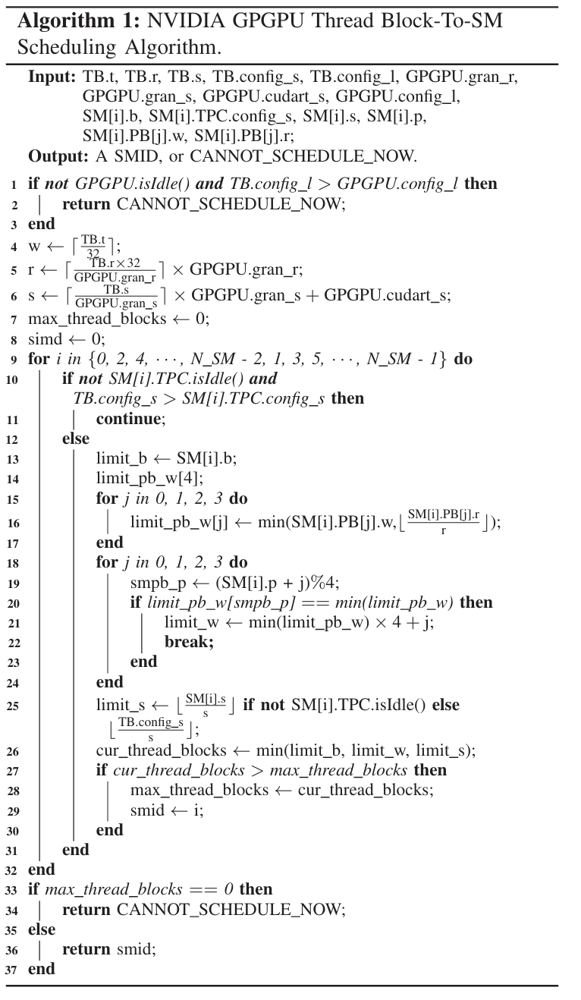 Algorithm 1: NVIDIA GPGPU Thread Block-To-SM
Scheduling Algorithm.
Input: TB.t, TB.r, TB.s, TB.config_s, TB.config_l, GPGPU.gran_r,
GPGPU.gran_s, GPGPU.cudart_s, GPGPU.config_l,
SM[i].b, SM[i].TPC.config_s, SM[i].s, SM[i].p,
SM[i].PB[j].w, SM[i].PB[j].r;
Output: A SMID, or CANNOT_SCHEDULE_NOW.
1 if not GPGPU.isIdle() and TB.config_l > GPGPU.config_l then
2 return CANNOT_SCHEDULE_NOW;
3 end
4 w ← ⌈TB.t/32⌉;
5 r ← ⌈TB.r×32/GPGPU.gran_r⌉ × GPGPU.gran_r;
6 s ← ⌈TB.s/GPGPU.gran_s⌉ × GPGPU.gran_s + GPGPU.cudart_s;
7 max_thread_blocks ← 0;
8 simd ← 0;
9 for i in {0, 2, 4, ⋯, N_SM - 2, 1, 3, 5, ⋯, N_SM - 1} do
10 if not SM[i].TPC.isIdle() and
TB.config_s > SM[i].TPC.config_s then
11 continue;
12 else
13 limit_b ← SM[i].b;
14 limit_pb_w[4];
15 for j in 0, 1, 2, 3 do
16 limit_pb_w[j] ← min(SM[i].PB[j].w,⌊SM[i].PB[j].r/r⌋);
17 end
18 for j in 0, 1, 2, 3 do
19 smpb_p ← (SM[i].p + j)%4;
20 if limit_pb_w[smpb_p] == min(limit_pb_w) then
21 limit_w ← min(limit_pb_w) × 4 + j;
22 break;
23 end
24 end
25 limit_s ← ⌊SM[i].s/s⌋ if not SM[i].TPC.isIdle() else
⌊TB.config_s/s⌋;
26 cur_thread_blocks ← min(limit_b, limit_w, limit_s);
27 if cur_thread_blocks > max_thread_blocks then
28 max_thread_blocks ← cur_thread_blocks;
29 smid ← i;
30 end
31 end
32 end
33 if max_thread_blocks == 0 then
34 return CANNOT_SCHEDULE_NOW;
35 else
36 return smid;
37 end